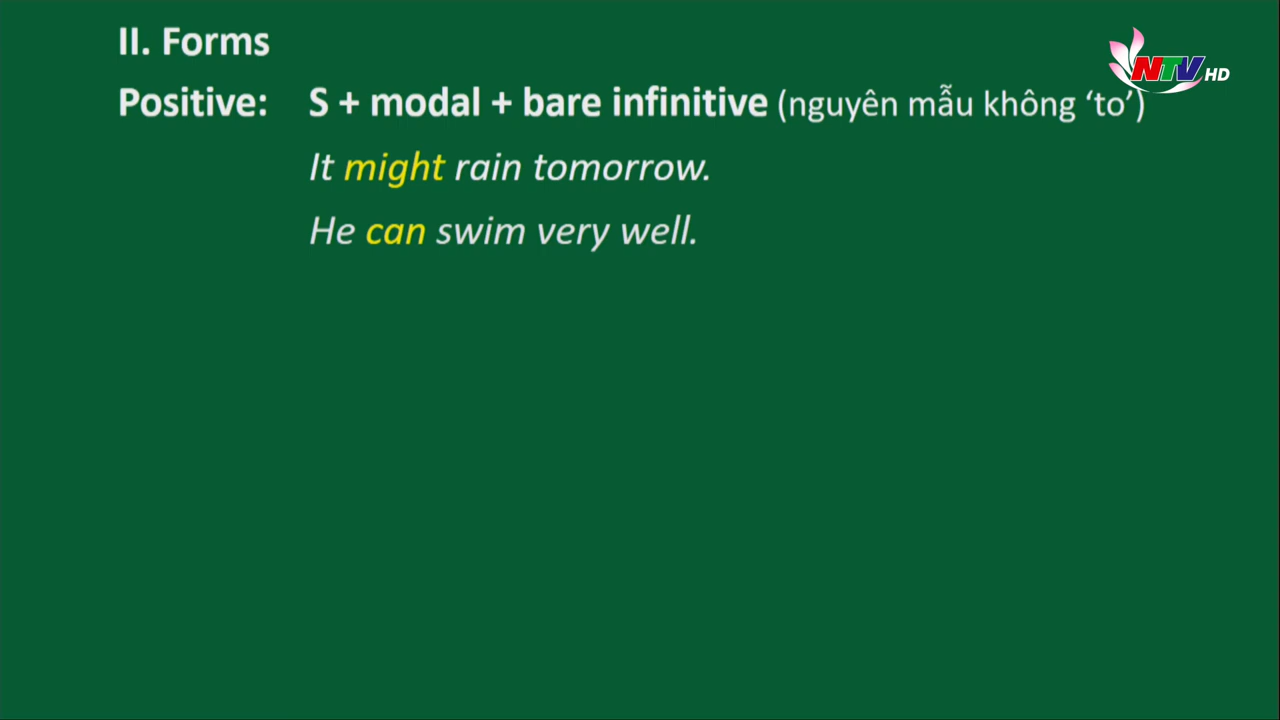 II. Forms
NTV HD
Positive: S + modal + bare infinitive (nguyên mẫu không ‘to’)
It might rain tomorrow.
He can swim very well.